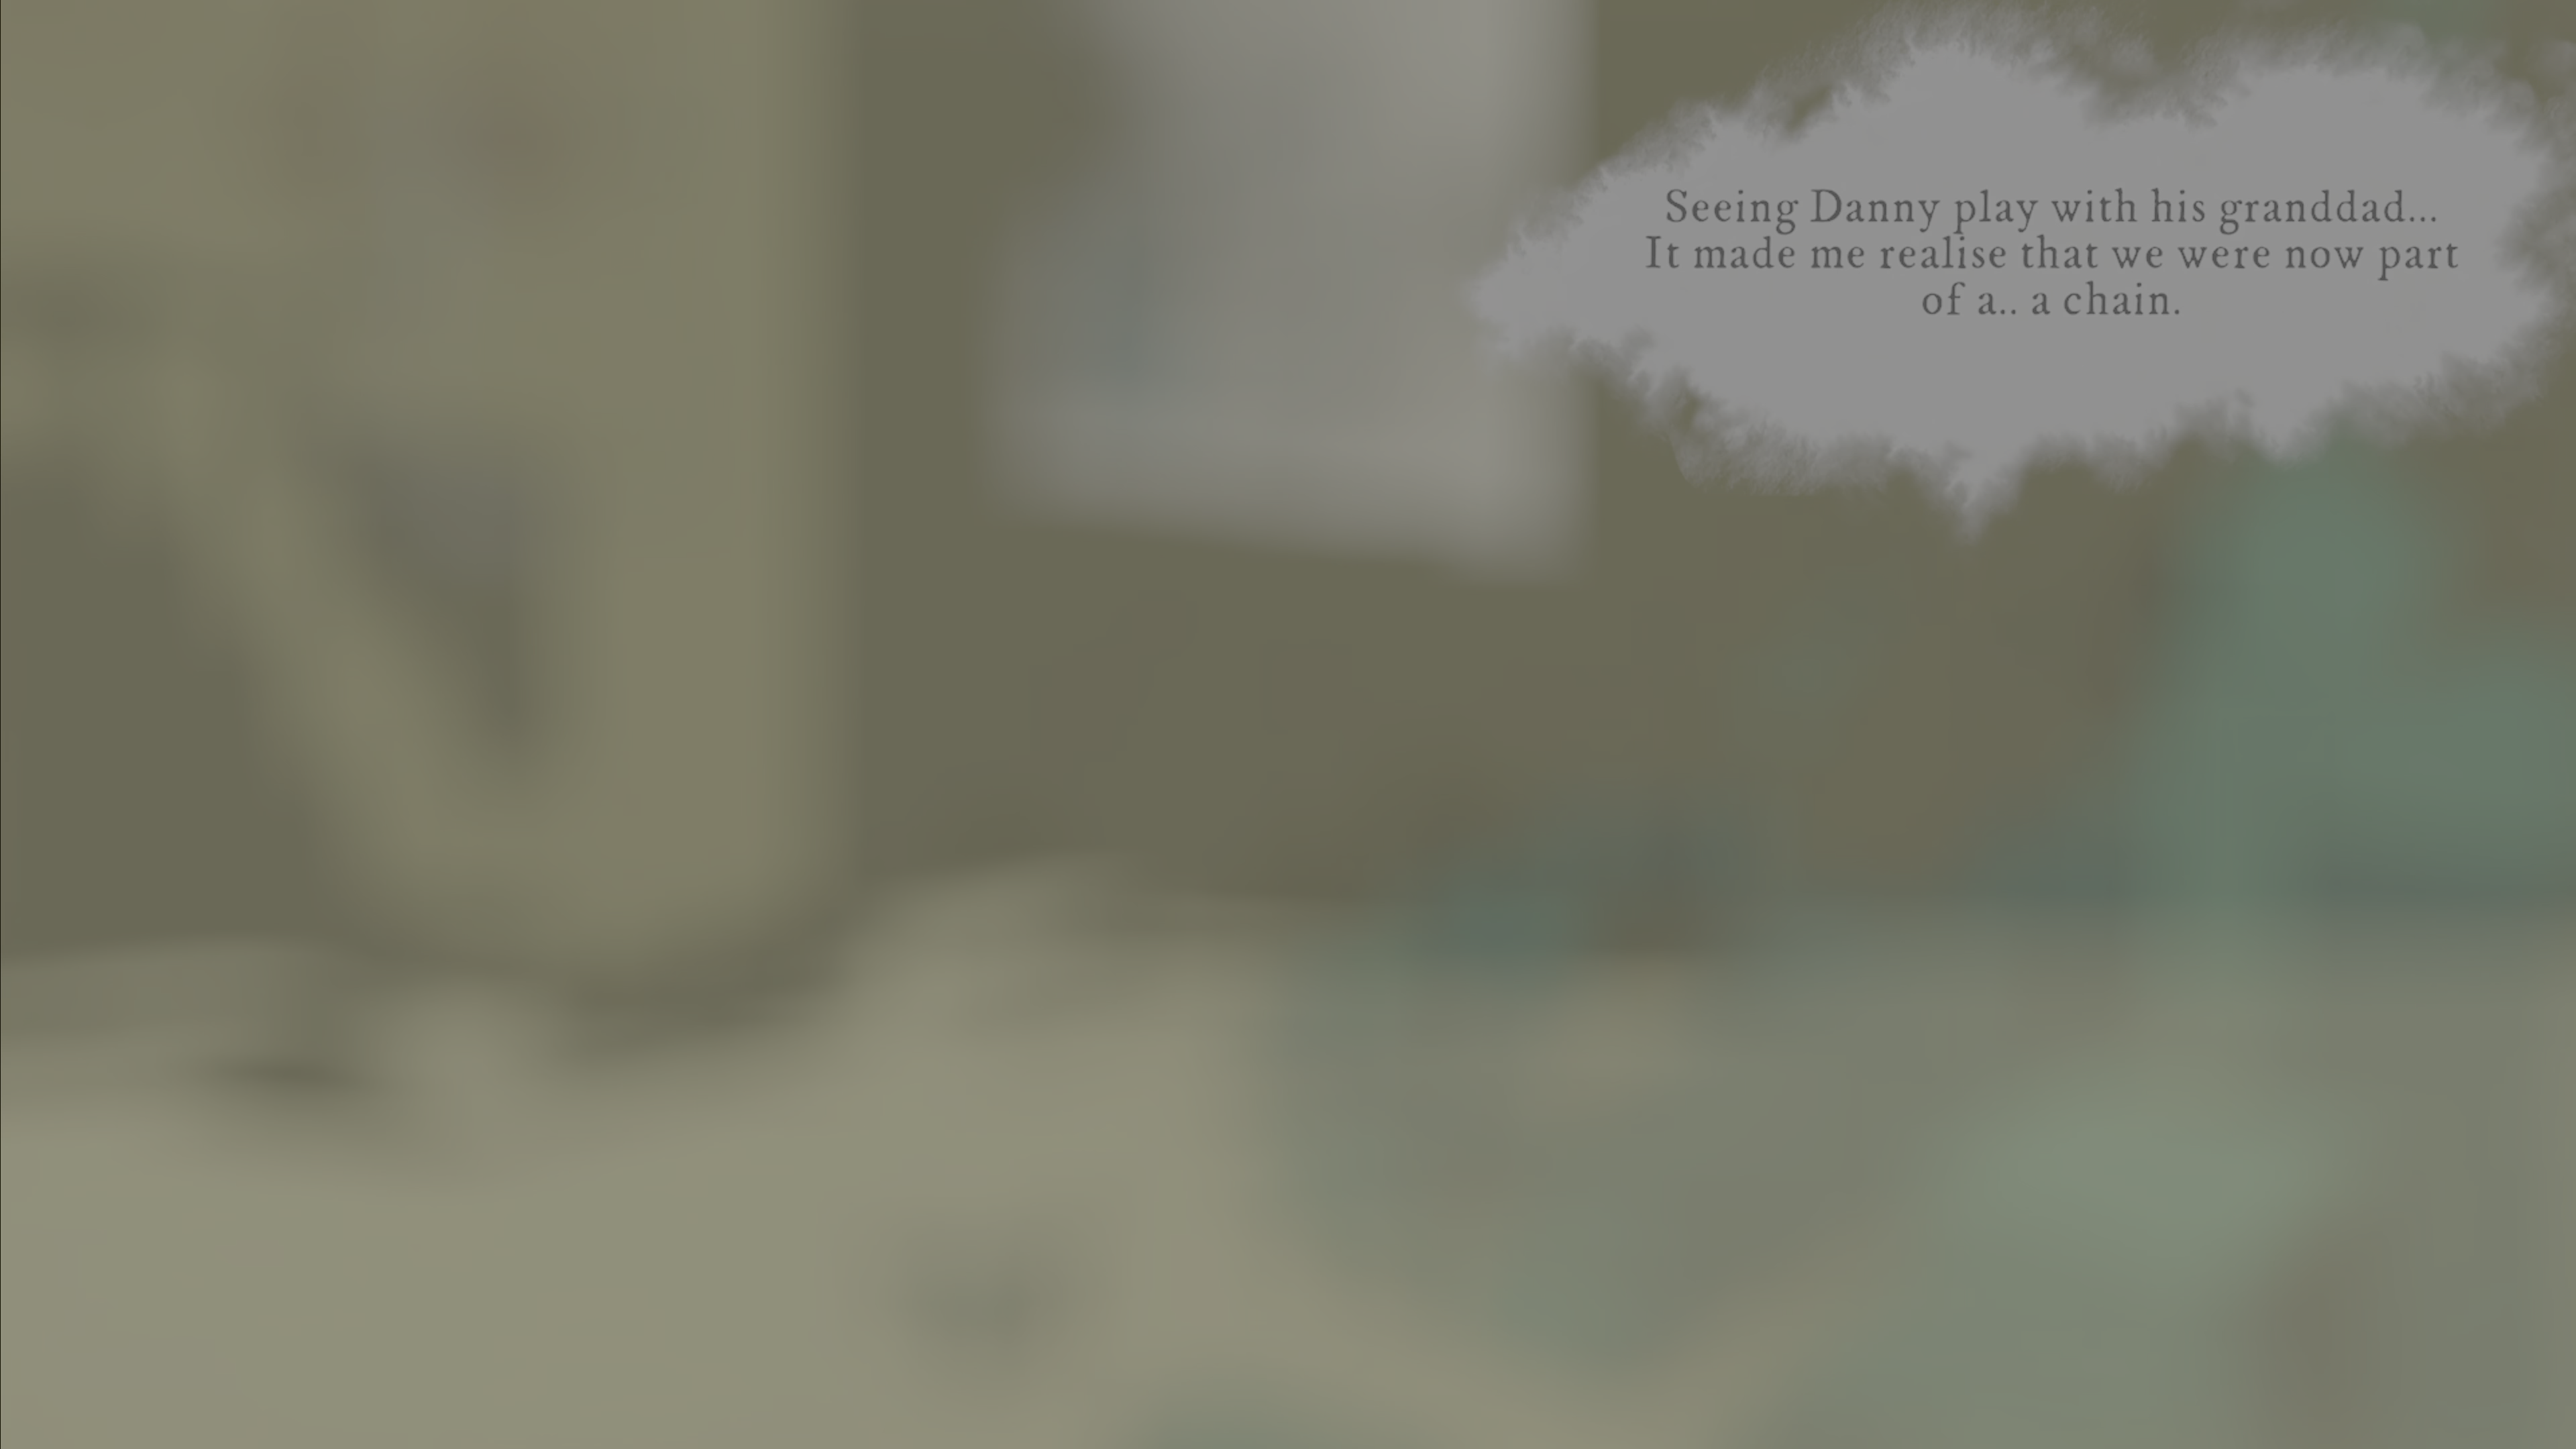 Seeing Danny play with his granddad...
It made me realise that we were now part
of a.. a chain.